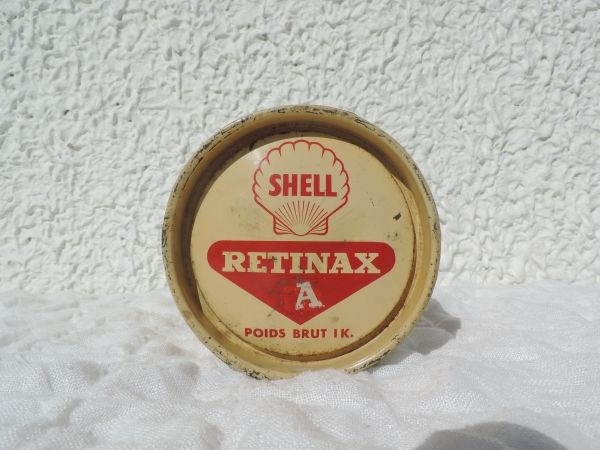 SHELL
RETINAX
A
POIDS BRUT 1K.